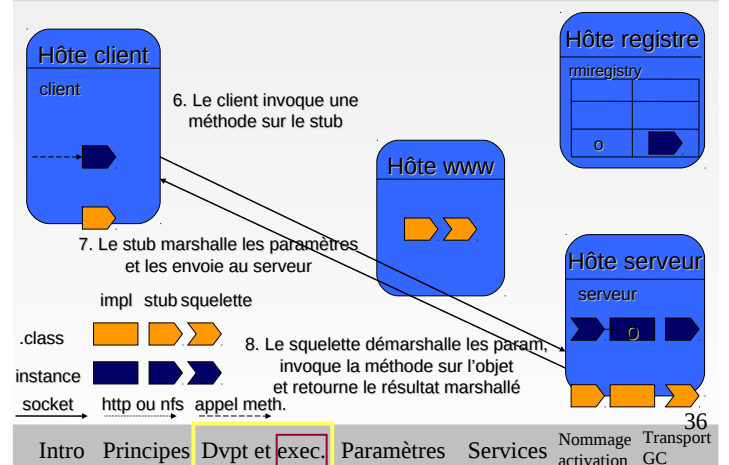 Hôte client
client
6. Le client invoque une
méthode sur le stub
Hôte registre
rmiregistry
o
Hôte www
7. Le stub marshalle les paramètres
et les envoie au serveur
Hôte serveur
serveur
o
impl stub squelette
.class
instance
8. Le squelette démarshalle les param,
invoque la méthode sur l’objet
et retourne le résultat marshallé
socket http ou nfs appel meth.
36
Intro Principes Dvpt et exec. Paramètres Services Nommage activation Transport GC